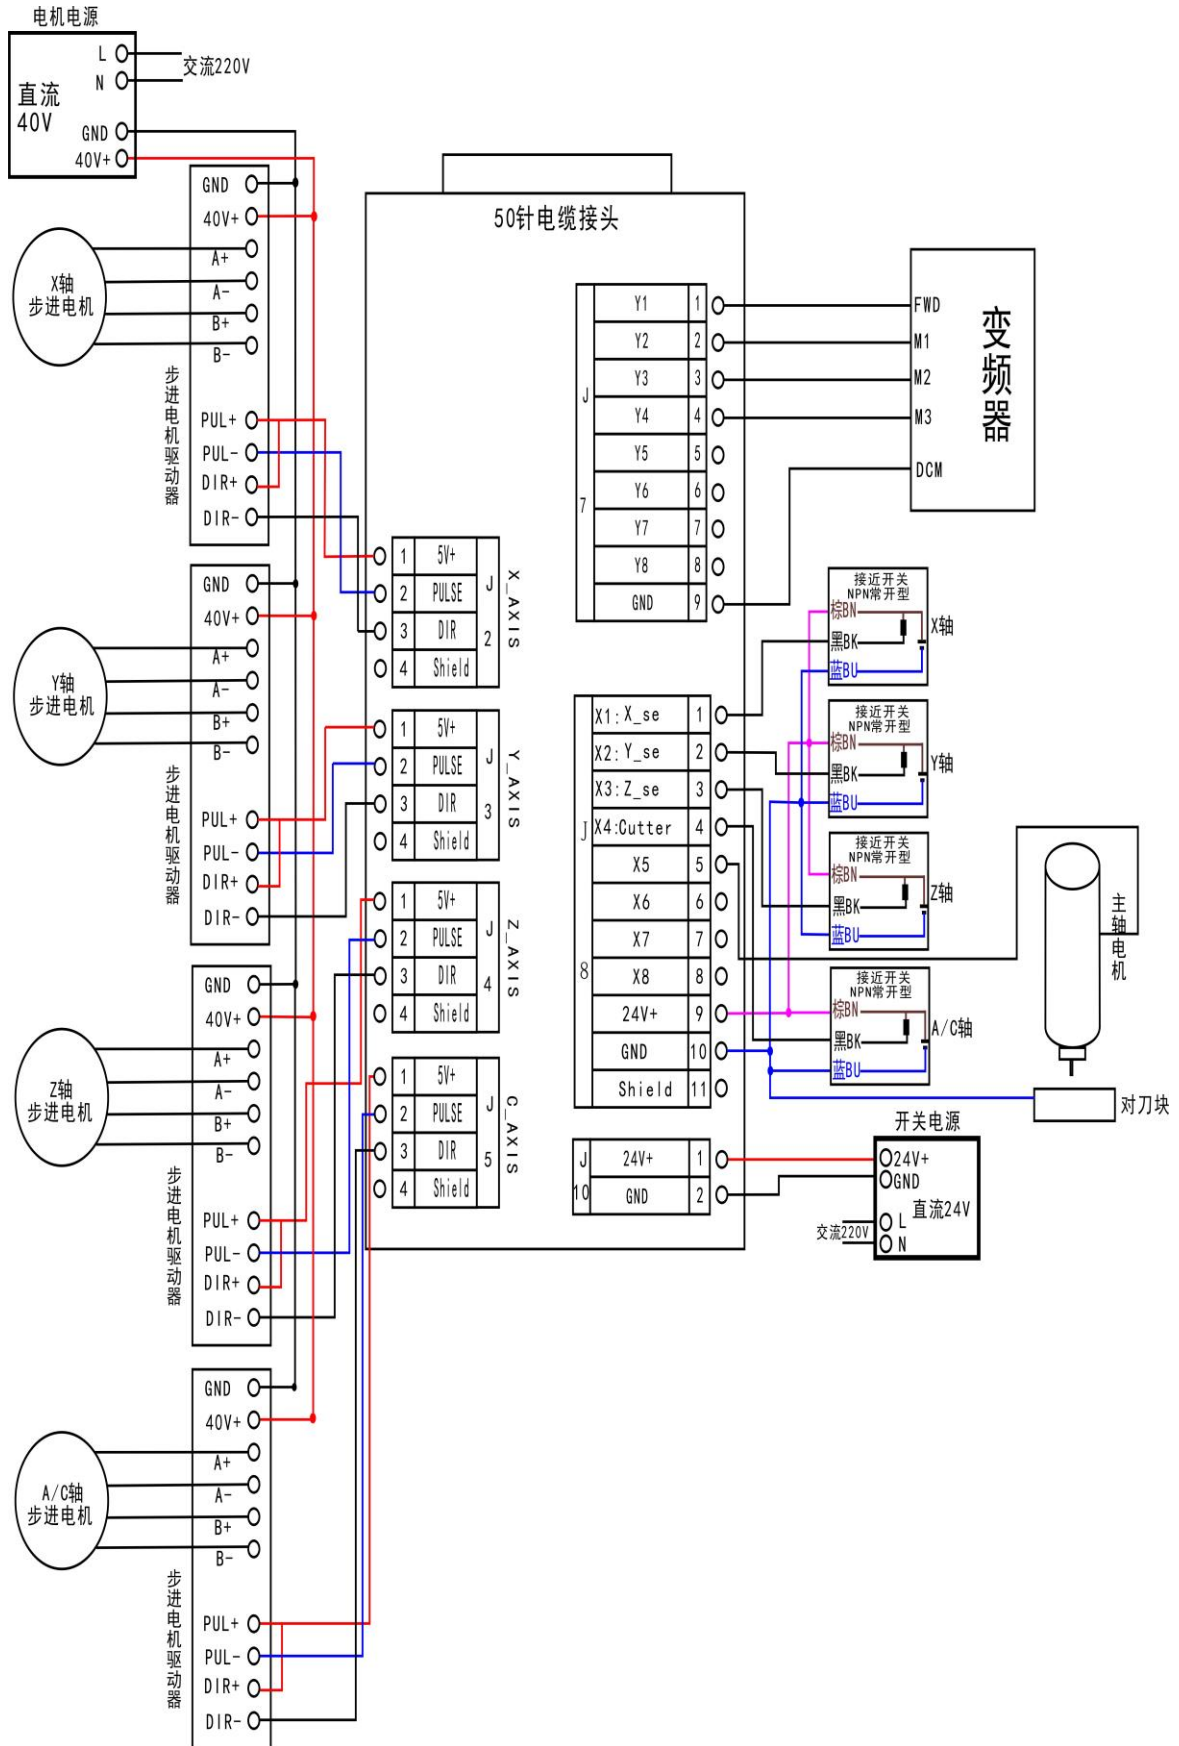 电机电源
L
N
交流220V
直流
40V
GND
40V+
GND
40V+
A+
A-
B+
B-
X轴
步进电机
步进电机驱动器
PUL+
PUL-
DIR+
DIR-
GND
40V+
A+
A-
B+
B-
Y轴
步进电机
步进电机驱动器
PUL+
PUL-
DIR+
DIR-
GND
40V+
A+
A-
B+
B-
Z轴
步进电机
步进电机驱动器
PUL+
PUL-
DIR+
DIR-
GND
40V+
A+
A-
B+
B-
A/C轴
步进电机
步进电机驱动器
PUL+
PUL-
DIR+
DIR-
50针电缆接头
1 5V+
2 PULSE
3 DIR
4 Shield
J2
X_AXIS
1 5V+
2 PULSE
3 DIR
4 Shield
J3
Y_AXIS
1 5V+
2 PULSE
3 DIR
4 Shield
J4
Z_AXIS
1 5V+
2 PULSE
3 DIR
4 Shield
J5
C_AXIS
J7
Y1 1
Y2 2
Y3 3
Y4 4
Y5 5
Y6 6
Y7 7
Y8 8
GND 9
J8
X1:X_se 1
X2:Y_se 2
X3:Z_se 3
X4:Cutter 4
X5 5
X6 6
X7 7
X8 8
24V+ 9
GND 10
Shield 11
J10
24V+ 1
GND 2
FWD
M1
M2
M3
DCM
变频器
接近开关
NPN常开型
棕BN
黑BK
蓝BU
X轴
接近开关
NPN常开型
棕BN
黑BK
蓝BU
Y轴
接近开关
NPN常开型
棕BN
黑BK
蓝BU
Z轴
接近开关
NPN常开型
棕BN
黑BK
蓝BU
A/C轴
主轴电机
对刀块
开关电源
24V+
GND
直流24V
交流220V
L
N